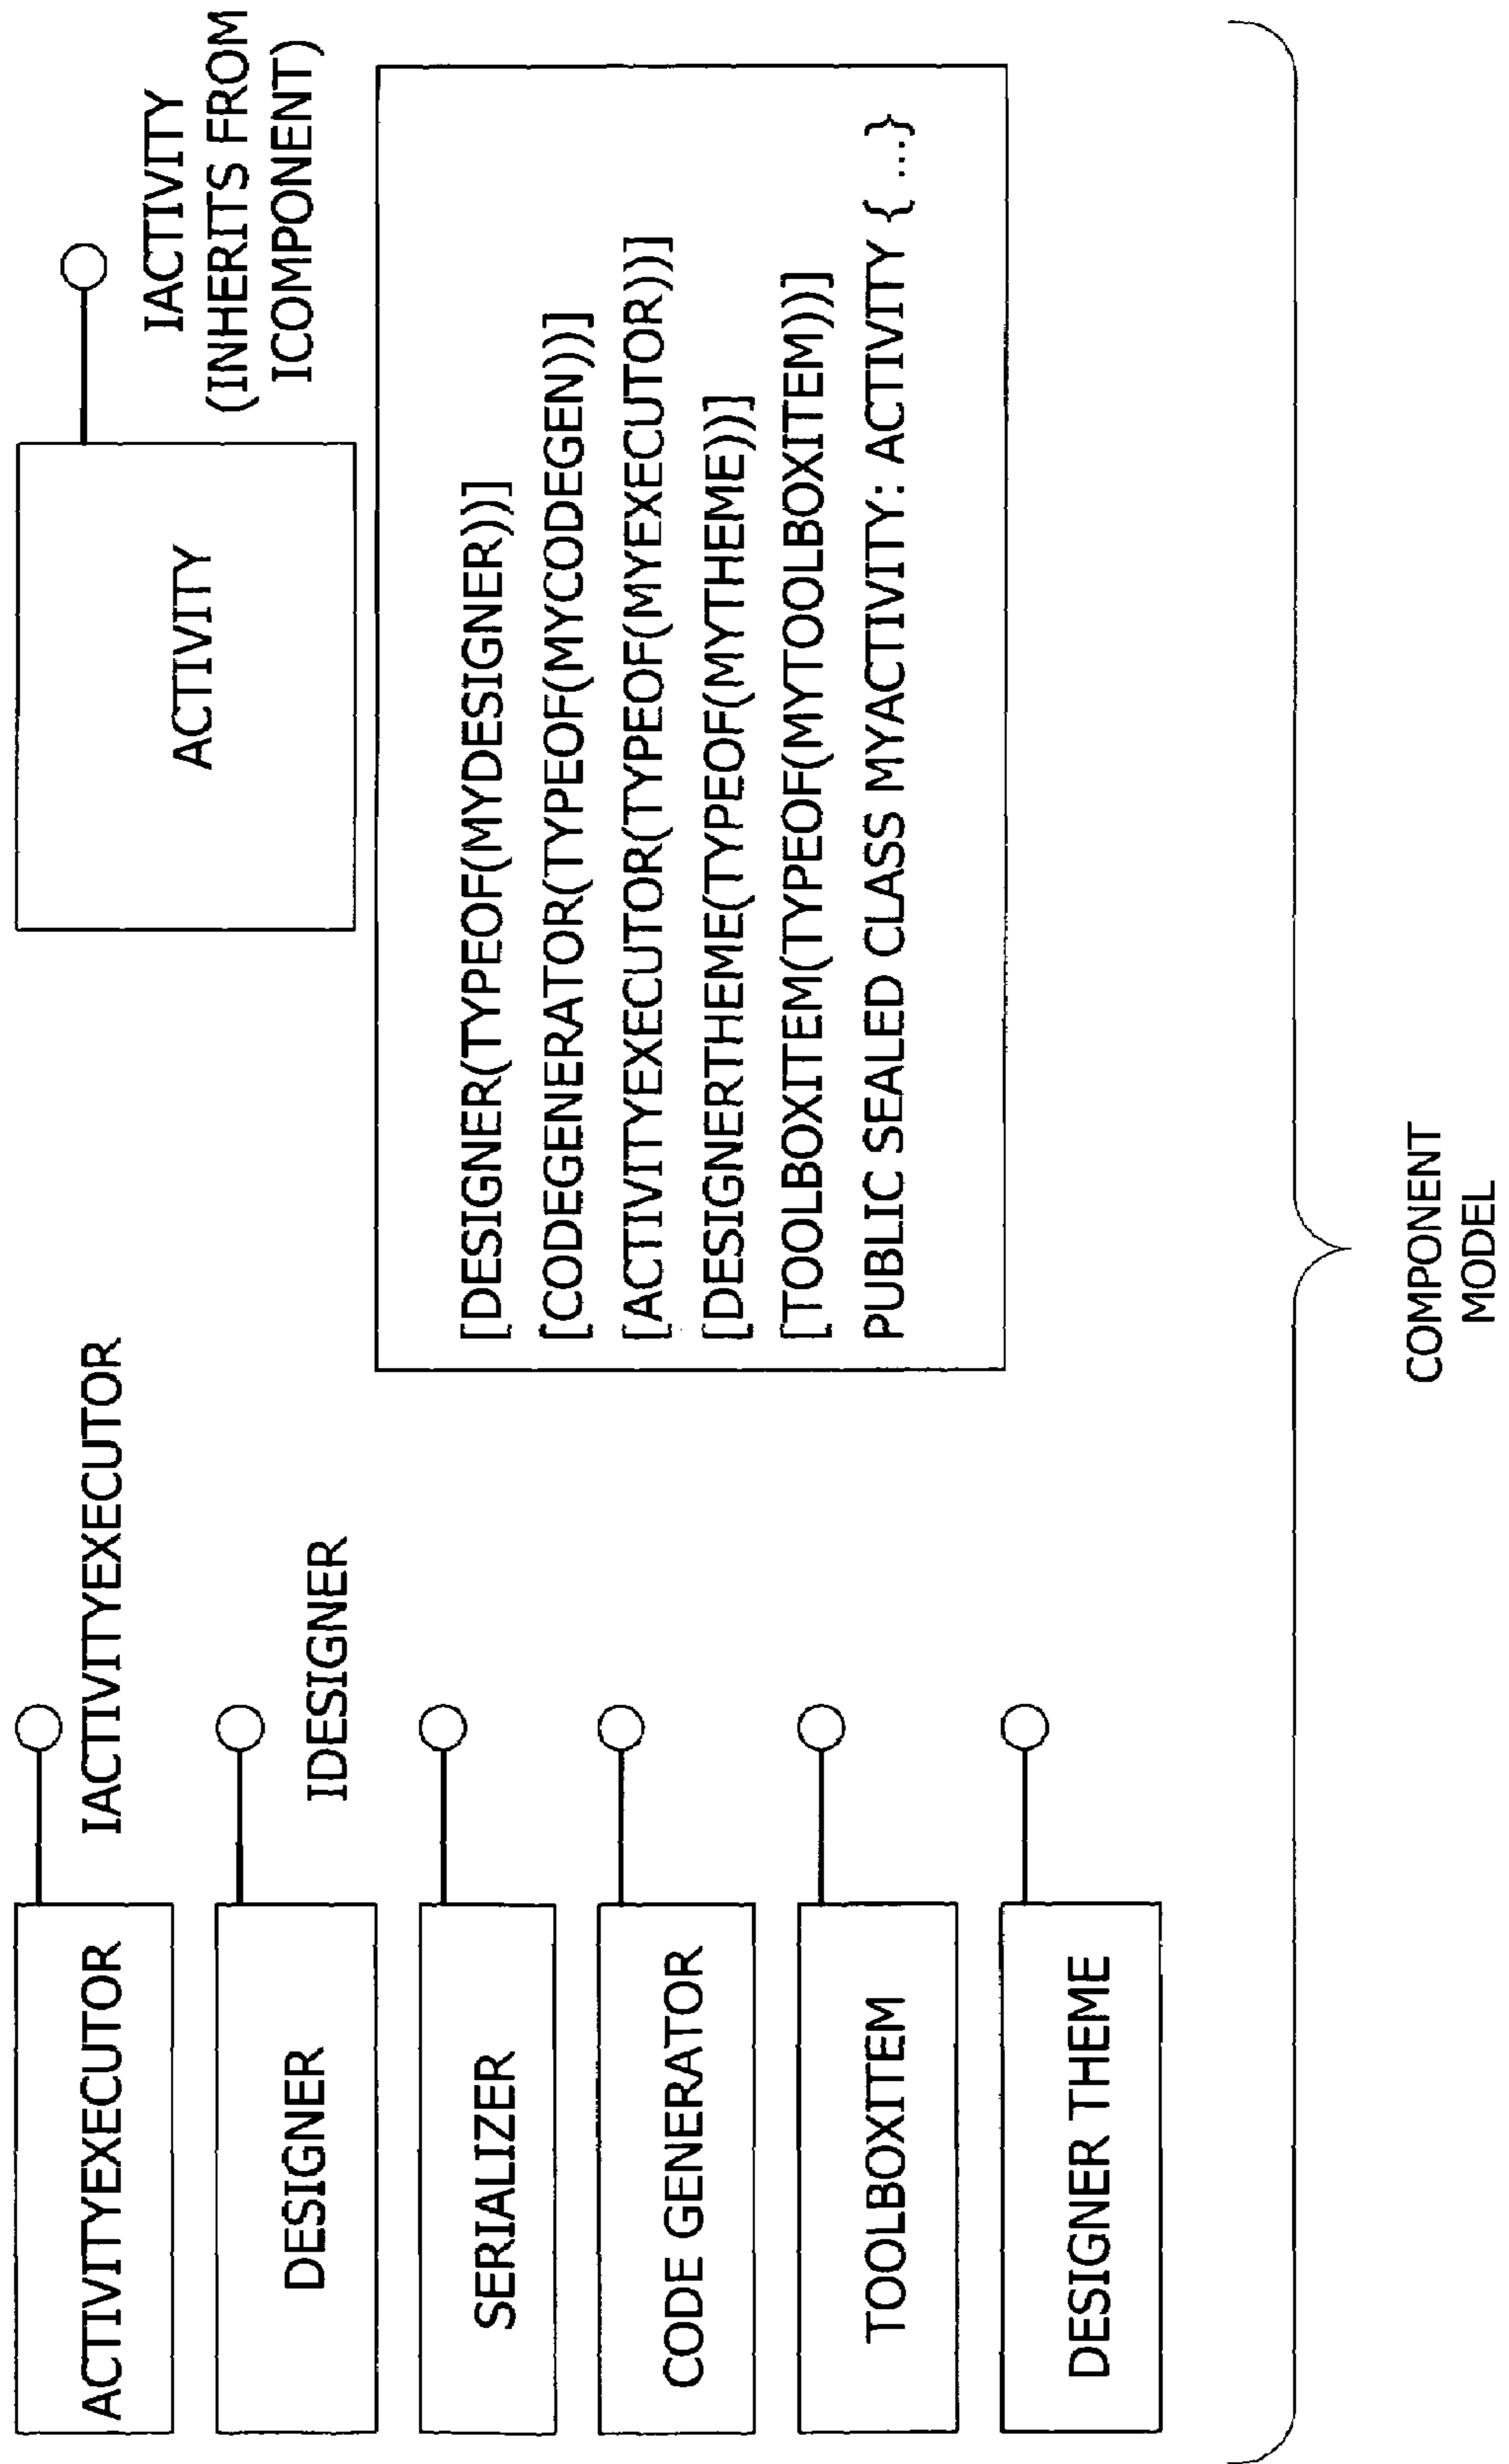 ACTIVITYEXECUTOR
IACTIVITYEXECUTOR
DESIGNER
IDESIGNER
SERIALIZER
CODE GENERATOR
TOOLBOXITEM
DESIGNER THEME
ACTIVITY
IACTIVITY
(INHERITS FROM
ICOMPONENT)
[DESIGNER(TYPEOF(MYDESIGNER))]
[CODEGENERATOR(TYPEOF(MYCODEGEN))]
[ACTIVITYEXECUTOR(TYPEOF(MYEXECUTOR))]
[DESIGNERTHEME(TYPEOF(MYTHEME))]
[TOOLBOXITEM(TYPEOF(MYTOOLBOXITEM))]
PUBLIC SEALED CLASS MYACTIVITY: ACTIVITY { ...}
COMPONENT
MODEL